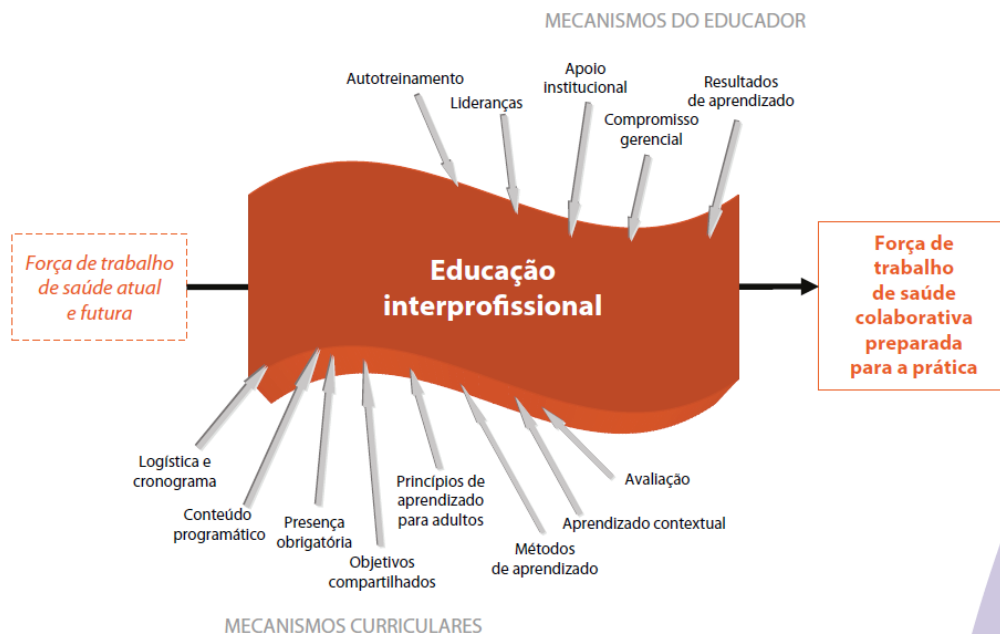 MECANISMOS DO EDUCADOR
Autotreinamento
Lideranças
Apoio
institucional
Compromisso
gerencial
Resultados
de aprendizado
Força de trabalho
de saúde atual
e futura
Educação
interprofissional
Força de
trabalho
de saúde
colaborativa
preparada
para a prática
Logística e
cronograma
Conteúdo
programático
Presença
obrigatória
Objetivos
compartilhados
Princípios de
aprendizado
para adultos
Métodos
de aprendizado
Aprendizado contextual
Avaliação
MECANISMOS CURRICULARES